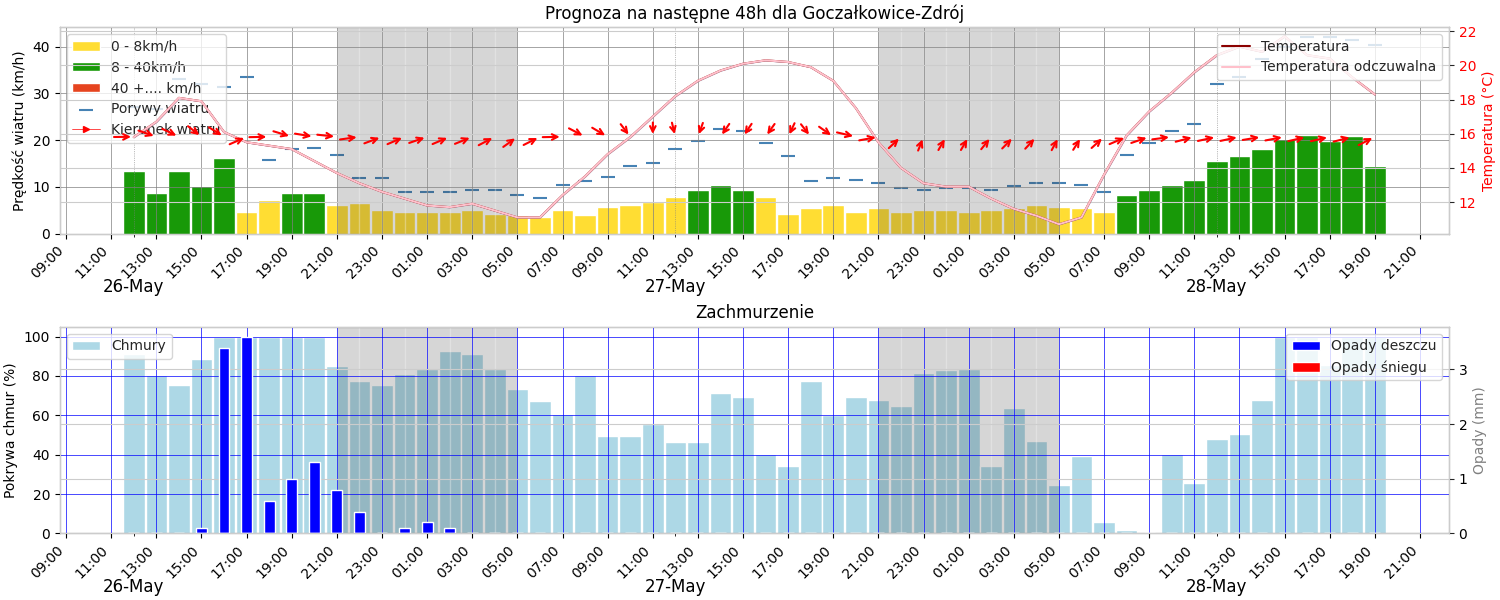 Prognoza na następne 48h dla Goczałkowice-Zdrój
Prędkość wiatru (km/h)
40
30
20
10
0
0 - 8km/h
8 - 40km/h
40 +.... km/h
Porywy wiatru
Kierunek wiatru
Temperatura
Temperatura odczuwalna
22
20
18
16
14
12
Temperatura (°C)
09:00 11:00 13:00 15:00 17:00 19:00 21:00 23:00 01:00 03:00 05:00 07:00 09:00 11:00 13:00 15:00 17:00 19:00 21:00 23:00 01:00 03:00 05:00 07:00 09:00 11:00 13:00 15:00 17:00 19:00 21:00
26-May 27-May 28-May
Zachmurzenie
Pokrywa chmur (%)
100
80
60
40
20
0
Chmury
Opady deszczu
Opady śniegu
3
2
1
0
Opady (mm)
09:00 11:00 13:00 15:00 17:00 19:00 21:00 23:00 01:00 03:00 05:00 07:00 09:00 11:00 13:00 15:00 17:00 19:00 21:00 23:00 01:00 03:00 05:00 07:00 09:00 11:00 13:00 15:00 17:00 19:00 21:00
26-May 27-May 28-May